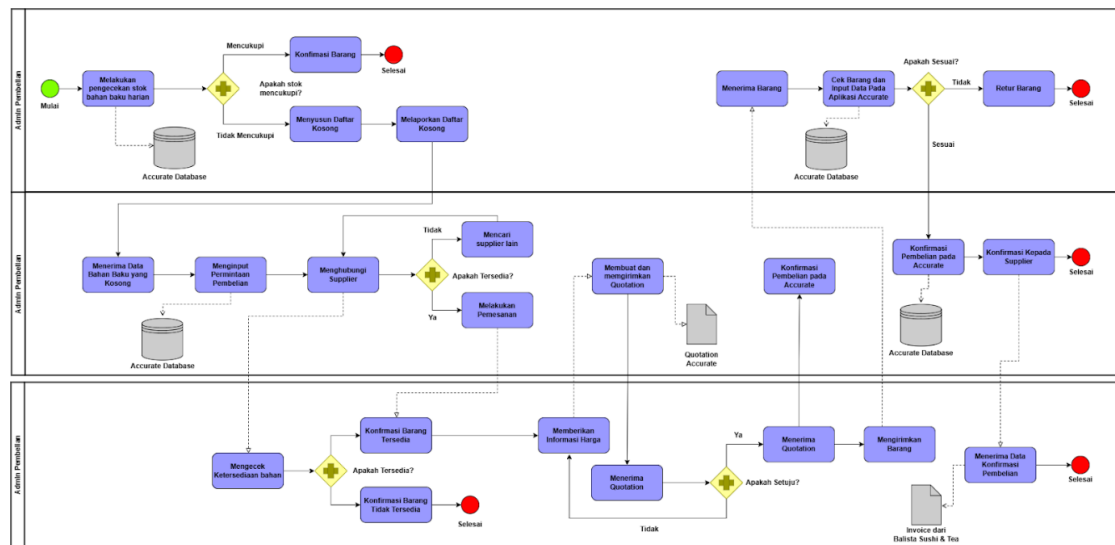 Admin Pembelian
Mulai
Melakukan
pengecekan stok
bahan baku harian
Accurate Database
Mencukupi
Apakah stok
mencukupi?
Tidak Mencukupi
Konfimasi Barang
Selesai
Menyusun Daftar
Kosong
Melaporkan Daftar
Kosong
Menerima Barang
Cek Barang dan
Input Data Pada
Aplikasi Accurate
Accurate Database
Apakah Sesuai?
Tidak
Retur Barang
Selesai
Sesuai
Admin Pembelian
Menerima Data
Bahan Baku yang
Kosong
Menginput
Permintaan
Pembelian
Accurate Database
Menghubungi
Supplier
Tidak
Mencari
supplier lain
Apakah Tersedia?
Ya
Melakukan
Pemesanan
Membuat dan
mengirimkan
Quotation
Quotation
Accurate
Konfirmasi
Pembelian pada
Accurate
Konfirmasi
Pembelian pada
Accurate
Accurate Database
Konfirmasi Kepada
Supplier
Selesai
Admin Pembelian
Mengecek
Ketersediaan bahan
Apakah Tersedia?
Konfrmasi Barang
Tersedia
Konfirmasi Barang
Tidak Tersedia
Selesai
Memberikan
Informasi Harga
Menerima
Quotation
Tidak
Ya
Apakah Setuju?
Menerima
Quotation
Mengirimkan
Barang
Menerima Data
Konfirmasi
Pembelian
Selesai
Invoice dari
Balista Sushi & Tea